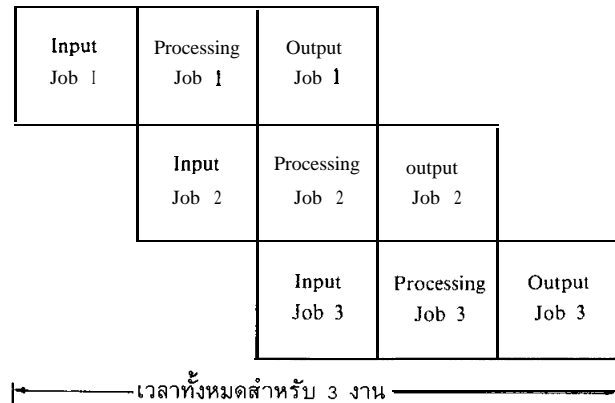 Input Processing Output
Job 1 Job 1 Job 1
Input Processing output
Job 2 Job 2 Job 2
Input Processing Output
Job 3 Job 3 Job 3
เวลาทั้งหมดสำหรับ 3 งาน